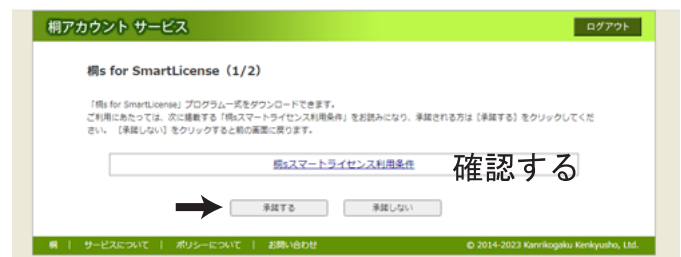 桐アカウント サービス
ログアウト
桐s for SmartLicense（1/2）
「桐s for SmartLicense」プログラム一式をダウンロードできます。
ご利用にあたっては、次に掲載する「桐sスマートライセンス利用条件」をお読みになり、承諾される方は［承諾する］をクリックしてくだ
さい。［承諾しない］をクリックすると前の画面に戻ります。
桐sスマートライセンス利用条件
確認する
承諾する
承諾しない
桐 | サービスについて | ポリシーについて | お問い合わせ
© 2014-2023 Kanrikogaku Kenkyusho, Ltd.